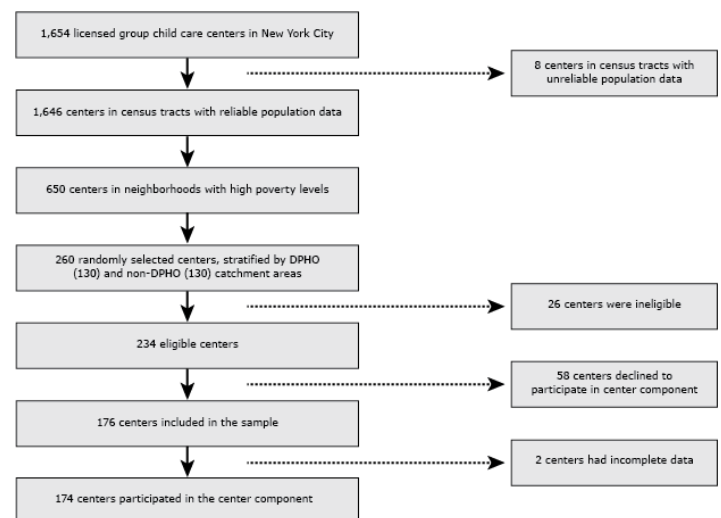 1,654 licensed group child care centers in New York City
8 centers in census tracts with
unreliable population data
1,646 centers in census tracts with reliable population data
650 centers in neighborhoods with high poverty levels
260 randomly selected centers, stratified by DPHO
(130) and non-DPHO (130) catchment areas
26 centers were ineligible
234 eligible centers
58 centers declined to
participate in center component
176 centers included in the sample
2 centers had incomplete data
174 centers participated in the center component